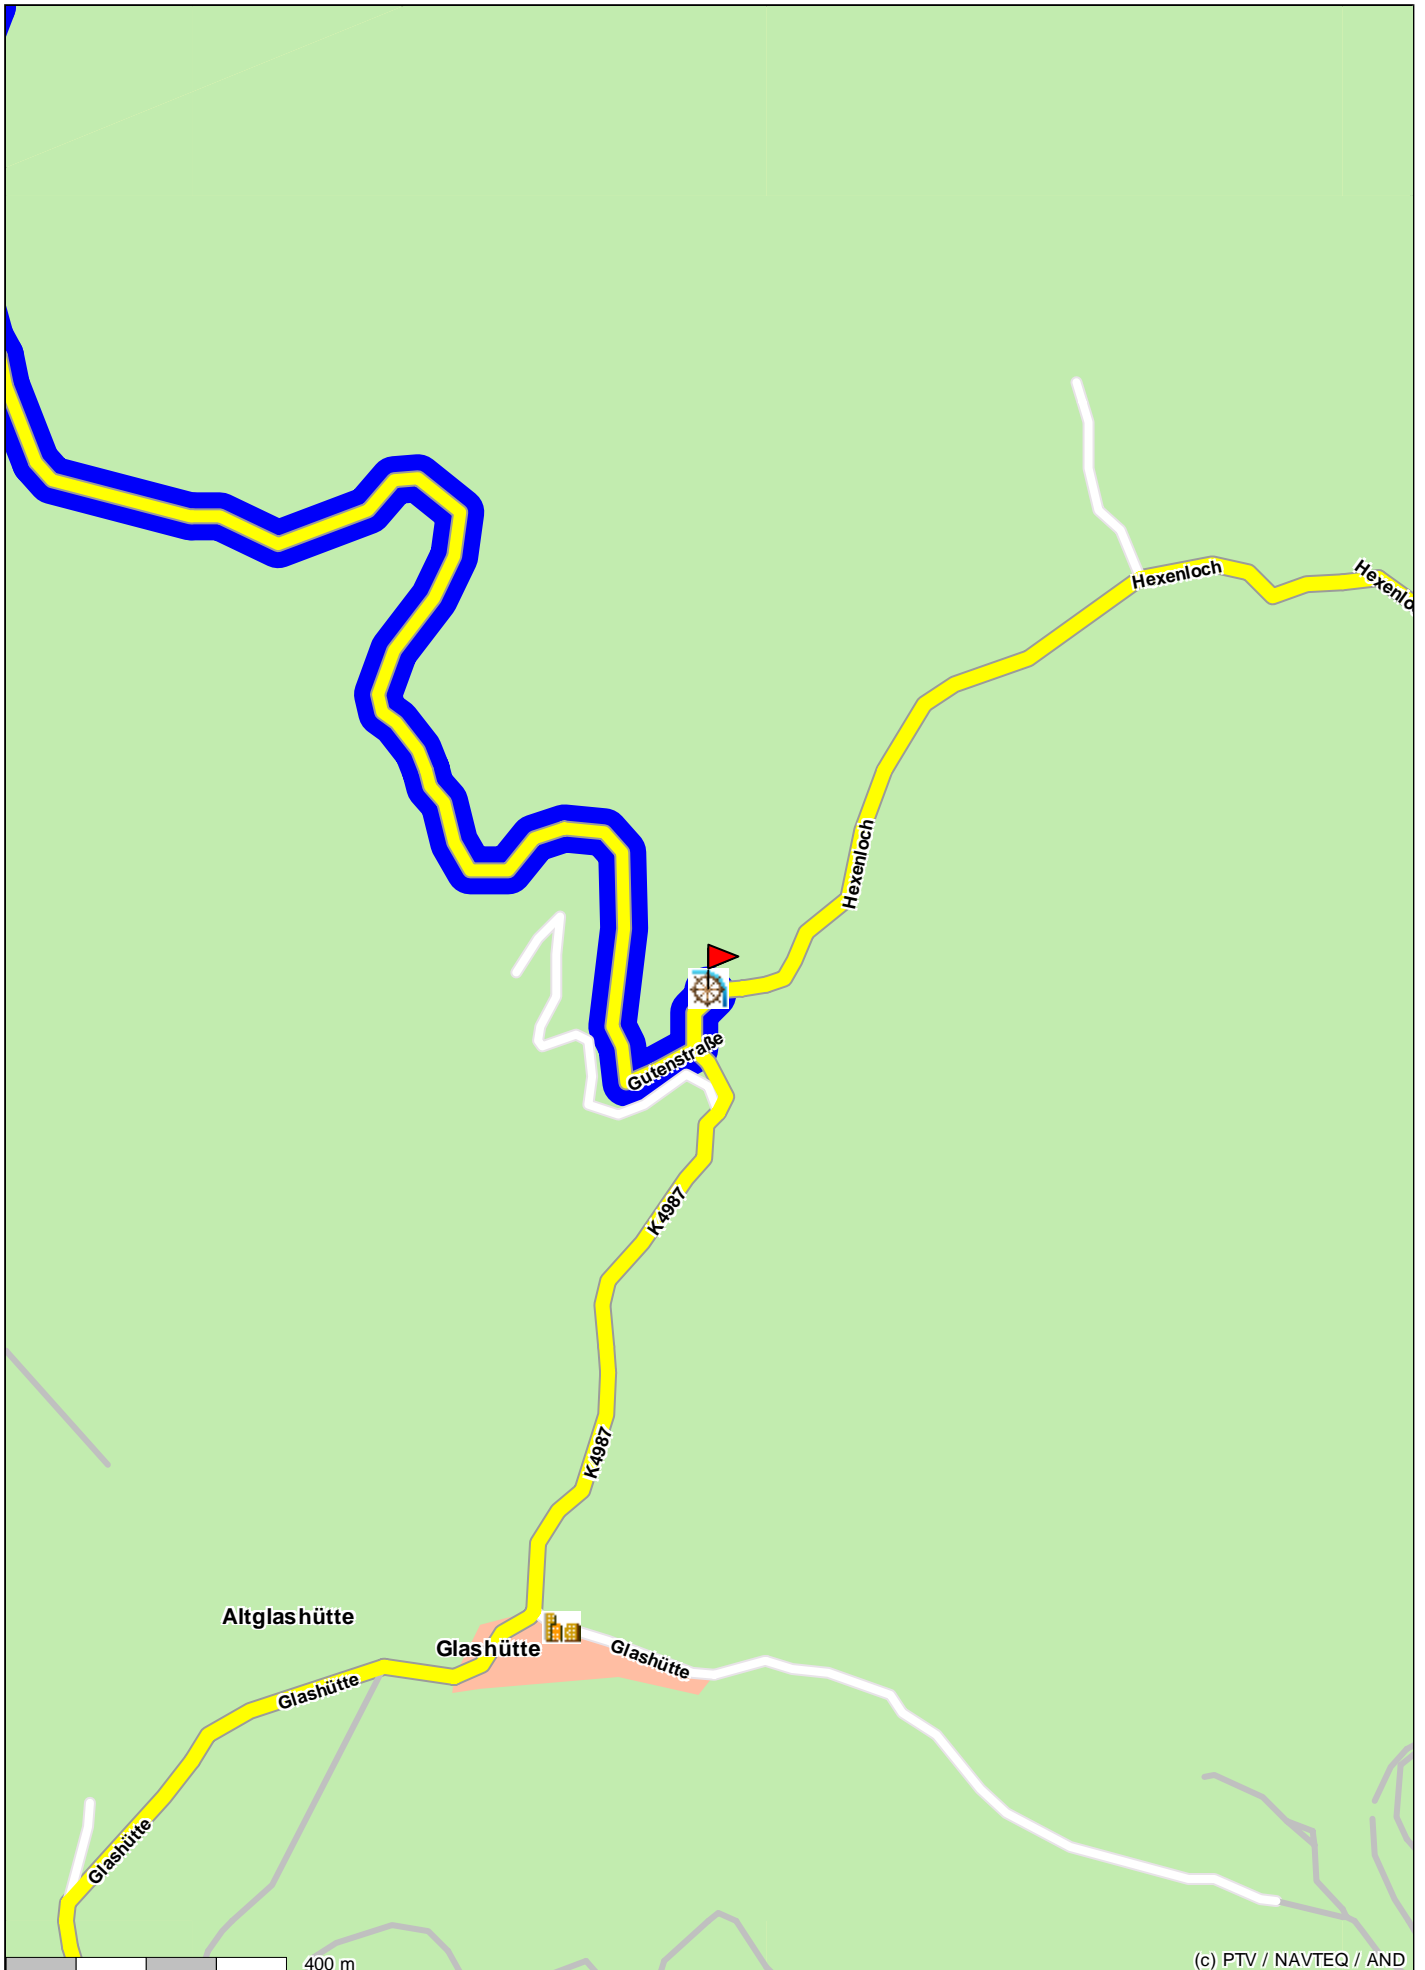 Hexenloch
Hexenlo
Hexenloch
Gutenstraße
K4987
K4987
Altglashütte
Glashütte
Glashütte
Glashütte
Glashütte
400 m
(c) PTV / NAVTEQ / AND